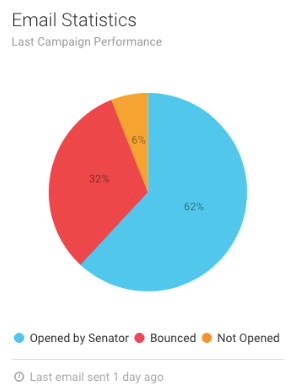 Email Statistics
Last Campaign Performance
6%
32%
62%
Opened by Senator Bounced Not Opened
Last email sent 1 day ago